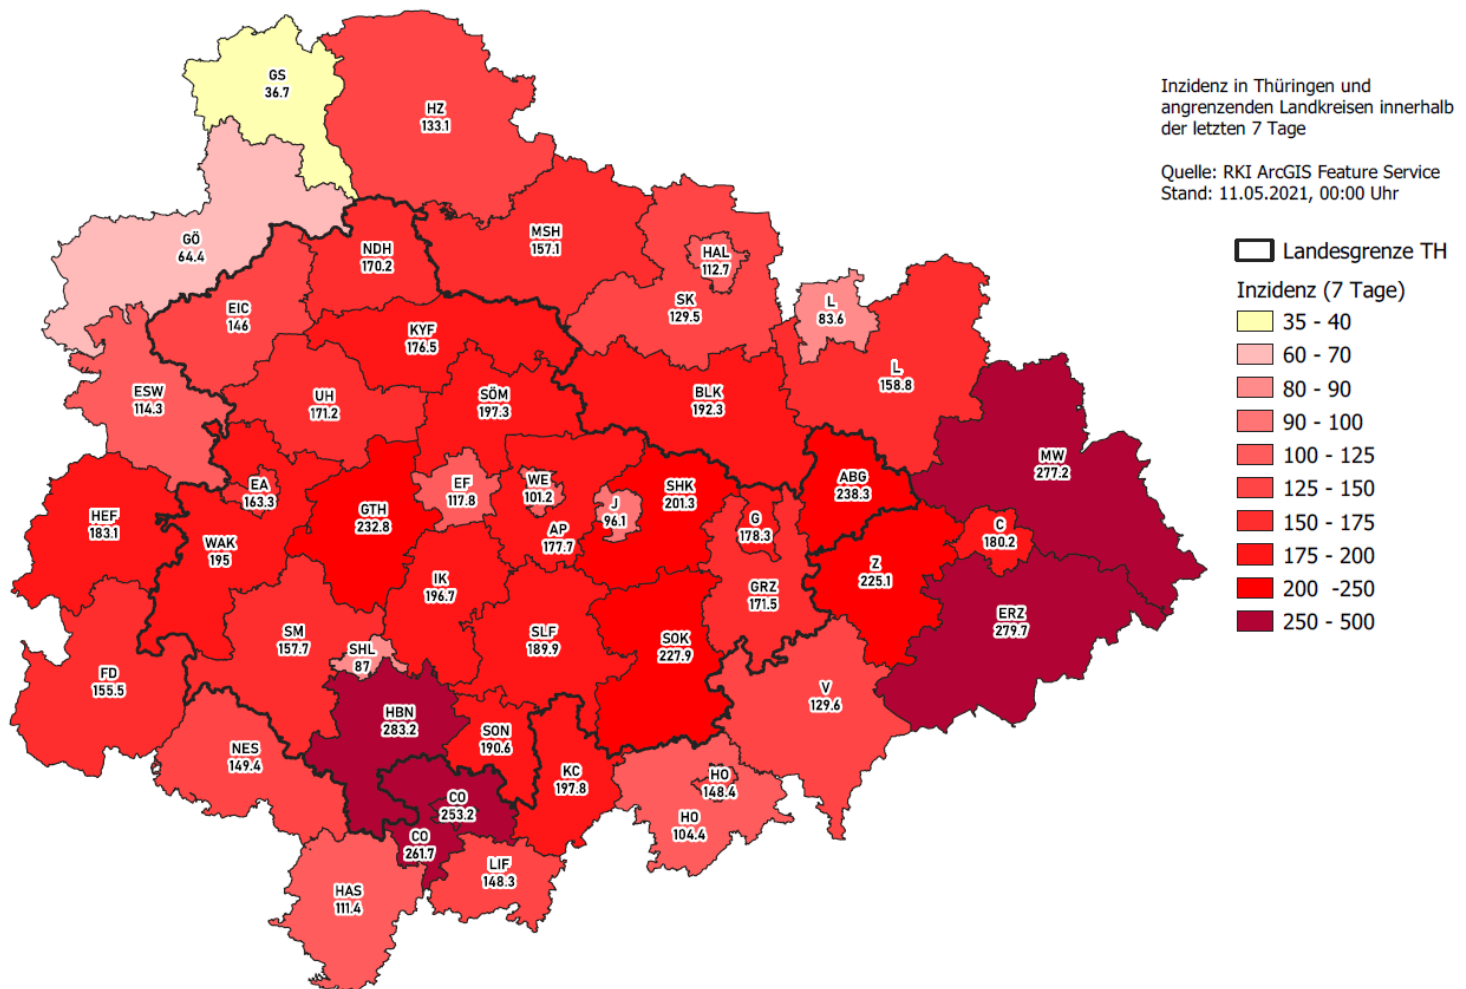 GS
36.7
HZ
133.1
Inzidenz in Thüringen und
angrenzenden Landkreisen innerhalb
der letzten 7 Tage
Quelle: RKI ArcGIS Feature Service
Stand: 11.05.2021, 00:00 Uhr
GÖ
64.4
NDH
170.2
MSH
157.1
HAL
112.7
SK
129.5
L
83.6
L
158.8
EIC
146
KYF
176.5
ESW
114.3
UH
171.2
SÖM
197.3
BLK
192.3
MW
277.2
HEF
183.1
EA
163.3
WAK
195
GTH
232.8
EF
117.8
WE
101.2
AP
177.7
J
96.1
SHK
201.3
G
178.3
ABG
238.3
C
180.2
Z
225.1
ERZ
279.7
IK
196.7
GRZ
171.5
FD
155.5
SM
157.7
SHL
87
SLF
189.9
SOK
227.9
V
129.6
HBN
283.2
SON
190.6
NES
149.4
KC
197.8
HO
148.4
HO
104.4
CO
253.2
CO
261.7
LIF
148.3
HAS
111.4
Landesgrenze TH
Inzidenz (7 Tage)
35 - 40
60 - 70
80 - 90
90 - 100
100 - 125
125 - 150
150 - 175
175 - 200
200 -250
250 - 500